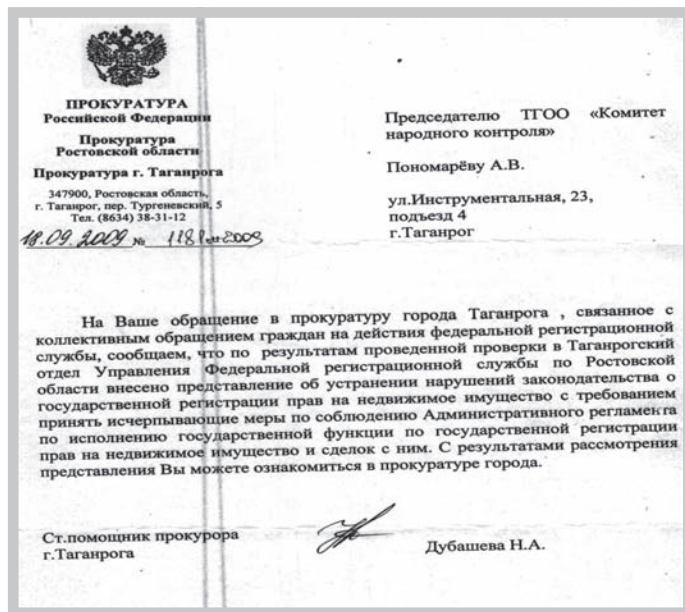 ПРОКУРАТУРА
Российской Федерации
Прокуратура
Ростовской области
Прокуратура г. Таганрога
347900, Ростовская область,
г. Таганрог, пер. Тургеневский, 5
Тел. (8634) 38-31-12
18.09.2009 №
Председателю ТГОО «Комитет
народного контроля»
Пономарёву А.В.
ул.Инструментальная, 23,
подъезд 4
г.Таганрог
На Ваше обращение в прокуратуру города Таганрога , связанное с
коллективным обращением граждан на действия федеральной регистрационной
службы, сообщаем, что по результатам проведенной проверки в Таганрогский
отдел Управления Федеральной регистрационной службы по Ростовской
области внесено представление об устранении нарушений законодательства о
государственной регистрации прав на недвижимое имущество с требованием
принять исчерпывающие меры по соблюдению Административного регламента
по исполнению государственной функции по государственной регистрации
прав на недвижимое имущество и сделок с ним. С результатами рассмотрения
представления Вы можете ознакомиться в прокуратуре города.
Ст.помощник прокурора
г.Таганрога
Дубашева Н.А.